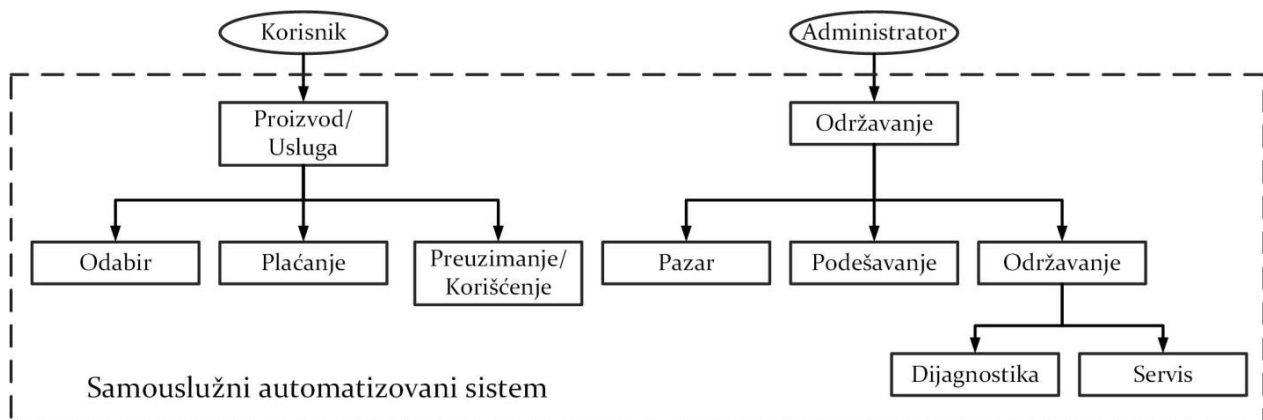 Korisnik
Administrator
Proizvod/
Usluga
Održavanje
Odabir
Plaćanje
Preuzimanje/
Korišćenje
Pazar
Podešavanje
Održavanje
Dijagnostika
Servis
Samouslužni automatizovani sistem